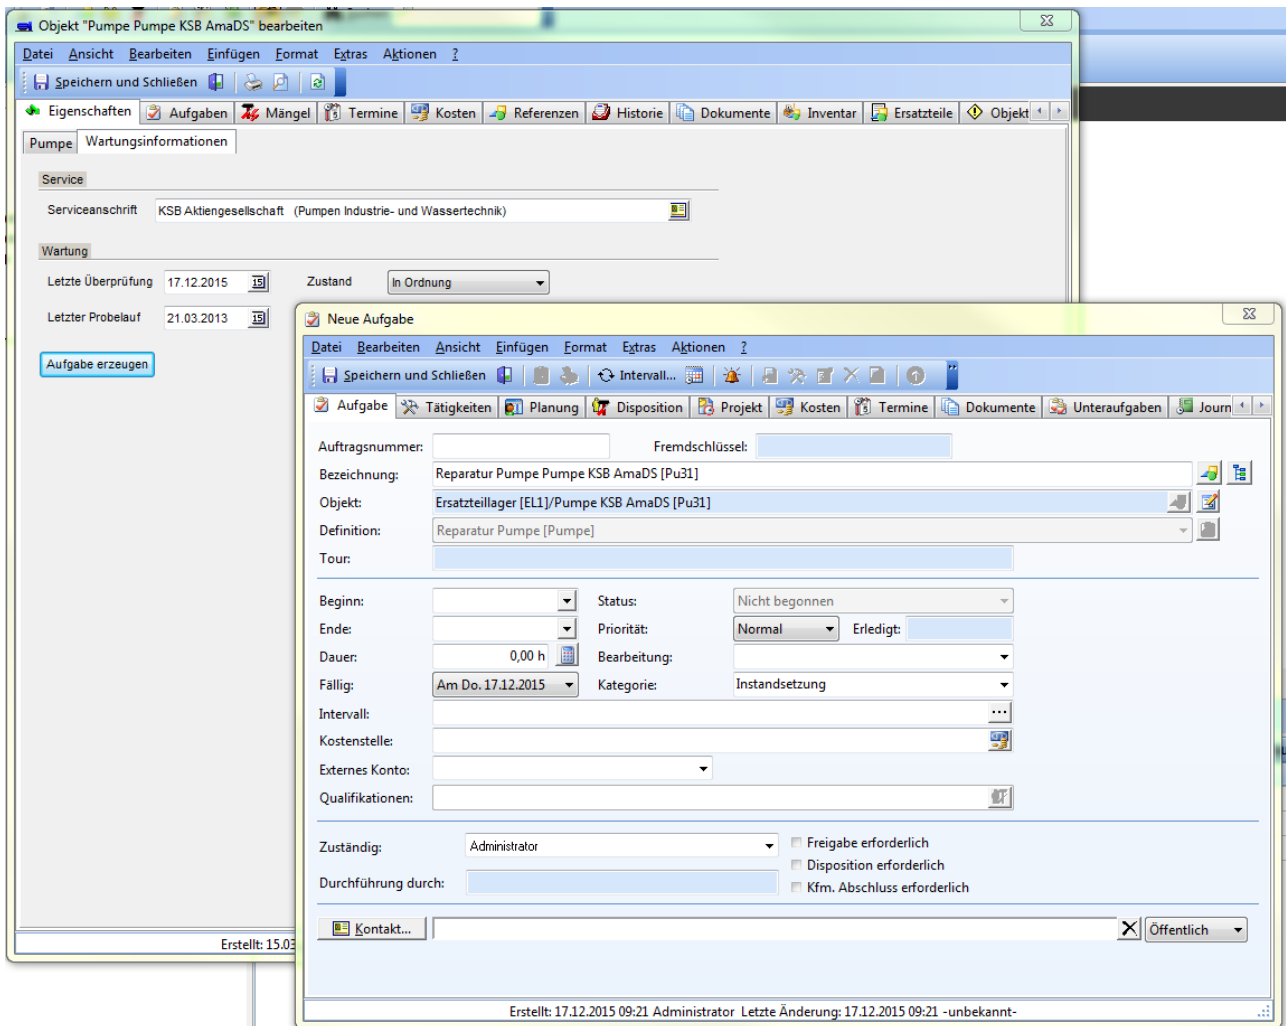 Objekt "Pumpe Pumpe KSB AmaDS" bearbeiten
Datei Ansicht Bearbeiten Einfügen Format Extras Aktionen ?
Speichern und Schließen
Eigenschaften Aufgaben Mängel Termine Kosten Referenzen Historie Dokumente Inventar Ersatzteile Objekt
Pumpe Wartungsinformationen
Service
Serviceanschrift KSB Aktiengesellschaft (Pumpen Industrie- und Wassertechnik)
Wartung
Letzte Überprüfung 17.12.2015 15 Zustand In Ordnung
Letzter Probelauf 21.03.2013 15
Aufgabe erzeugen
Erstellt: 15.03
Neue Aufgabe
Datei Bearbeiten Ansicht Einfügen Format Extras Aktionen ?
Speichern und Schließen Intervall...
Aufgabe Tätigkeiten Planung Disposition Projekt Kosten Termine Dokumente Unteraufgaben Journ
Auftragsnummer: Fremdschlüssel:
Bezeichnung: Reparatur Pumpe Pumpe KSB AmaDS [Pu31]
Objekt: Ersatzteillager [EL1]/Pumpe KSB AmaDS [Pu31]
Definition: Reparatur Pumpe [Pumpe]
Tour:
Beginn: Status: Nicht begonnen
Ende: Priorität: Normal Erledigt:
Dauer: 0,00 h Bearbeitung:
Fällig: Am Do. 17.12.2015 Kategorie: Instandsetzung
Intervall: ...
Kostenstelle:
Externes Konto:
Qualifikationen:
Zuständig: Administrator Freigabe erforderlich
Disposition erforderlich
Durchführung durch: Kfm. Abschluss erforderlich
Kontakt... Öffentlich
Erstellt: 17.12.2015 09:21 Administrator Letzte Änderung: 17.12.2015 09:21 -unbekannt-